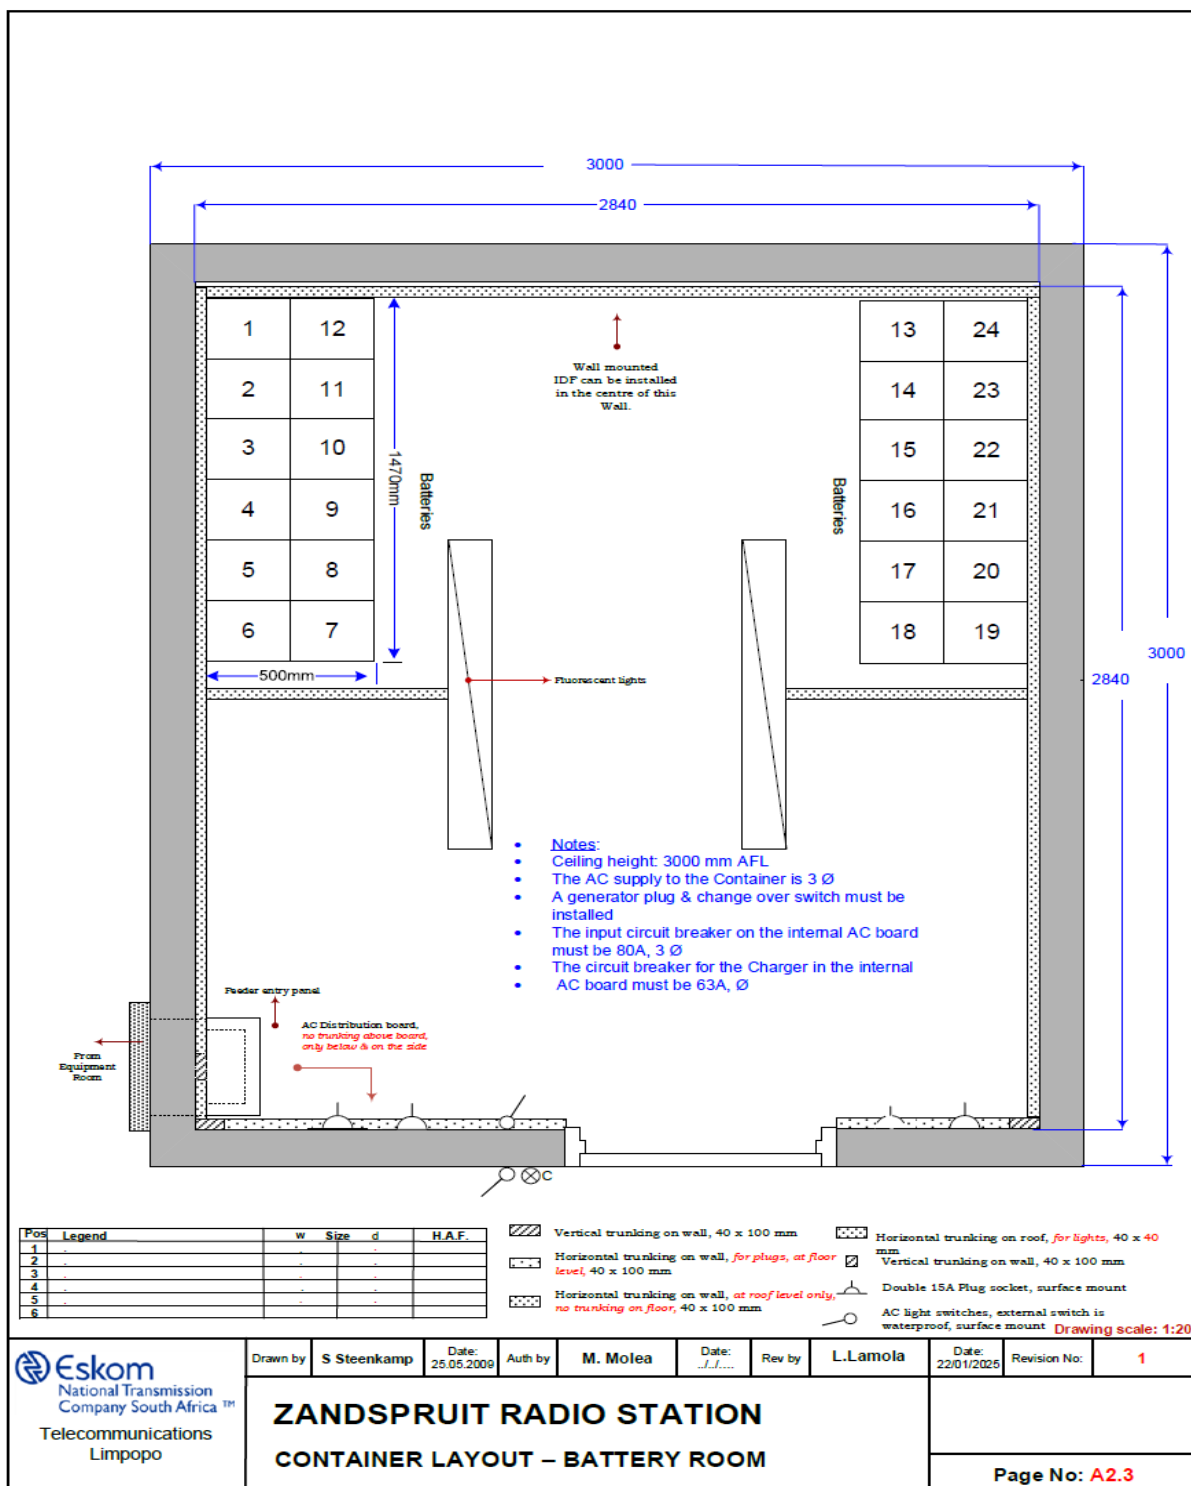 3000
2840
1 12
2 11
3 10
4 9
5 8
6 7
1470mm
500mm
Batteries
Wall mounted
IDF can be installed
in the centre of this
Wall.
Batteries
13 24
14 23
15 22
16 21
17 20
18 19
3000
2840
Fluorescent lights
• Notes:
• Ceiling height: 3000 mm AFL
• The AC supply to the Container is 3 Ø
• A generator plug & change over switch must be
installed
• The input circuit breaker on the internal AC board
must be 80A, 3 Ø
• The circuit breaker for the Charger in the internal
• AC board must be 63A, Ø
Feeder entry panel
AC Distribution board,
no trunking above board,
only below & on the side
From
Equipment
Room
C
Pos Legend w Size d H.A.F.
1 . . .
2 . . .
3 . . .
4 . . .
5 . . .
6
Vertical trunking on wall, 40 x 100 mm
Horizontal trunking on wall, for plugs, at floor
level, 40 x 100 mm
Horizontal trunking on wall, at roof level only,
no trunking on floor, 40 x 100 mm
Horizontal trunking on roof, for lights, 40 x 40
mm
Vertical trunking on wall, 40 x 100 mm
Double 15A Plug socket, surface mount
AC light switches, external switch is
waterproof, surface mount
Drawing scale: 1:20
Eskom
National Transmission
Company South Africa ™
Telecommunications
Limpopo
Drawn by S Steenkamp Date: 25.05.2009 Auth by M. Molea Date: ../../.... Rev by L.Lamola Date: 22/01/2025 Revision No: 1
ZANDSPRUIT RADIO STATION
CONTAINER LAYOUT – BATTERY ROOM
Page No: A2.3